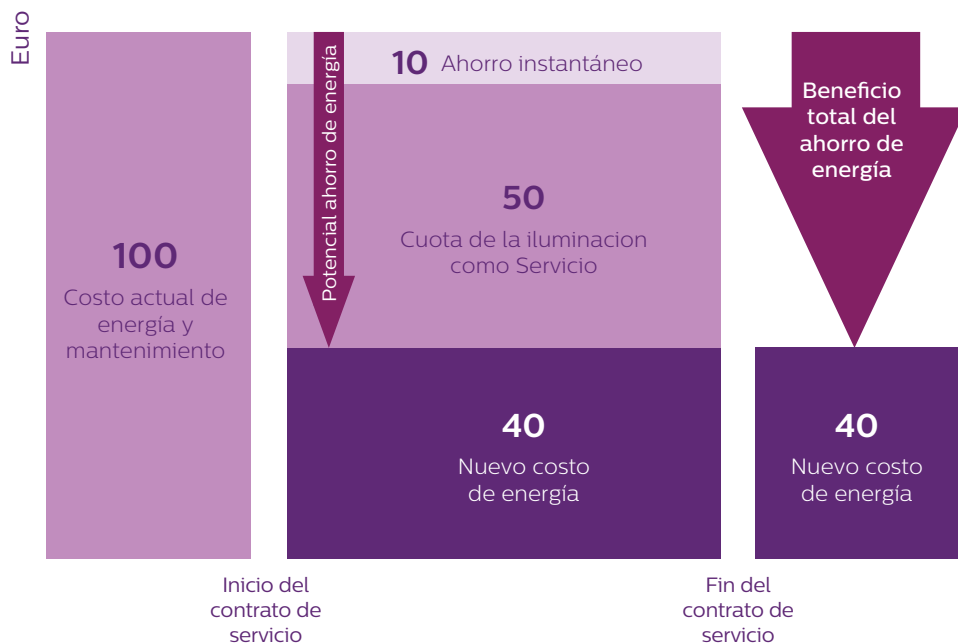 Euro
100
Costo actual de
energía y
mantenimiento
Potencial ahorro de energía
10 Ahorro instantáneo
50
Cuota de la iluminacion
como Servicio
40
Nuevo costo
de energía
Beneficio
total del
ahorro de
energía
40
Nuevo costo
de energía
Inicio del
contrato de
servicio
Fin del
contrato de
servicio